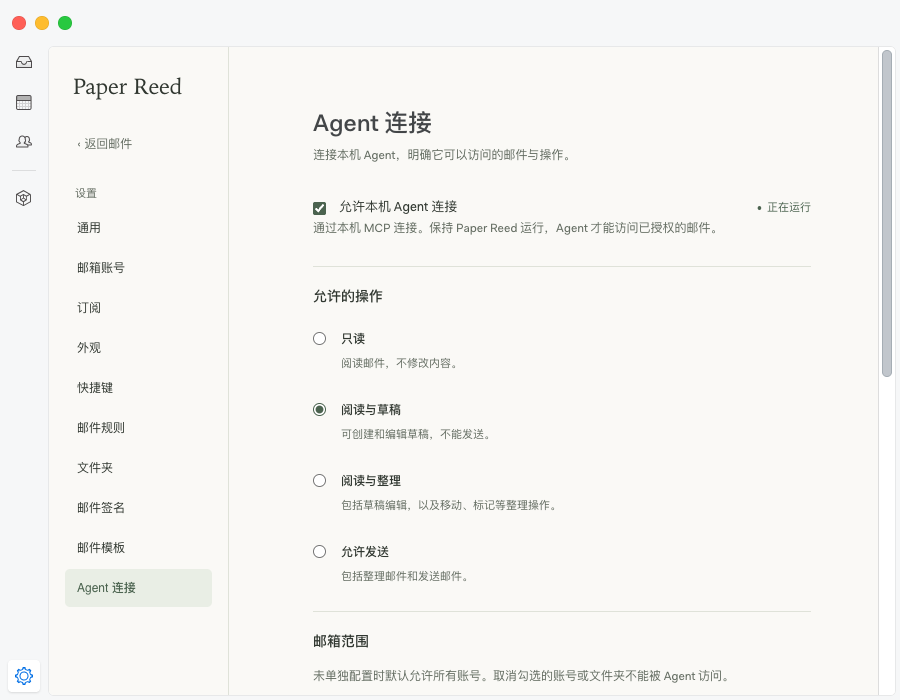 Paper Reed
‹ 返回邮件
设置
通用
邮箱账号
订阅
外观
快捷键
邮件规则
文件夹
邮件签名
邮件模板
Agent 连接
Agent 连接
连接本机 Agent，明确它可以访问的邮件与操作。
允许本机 Agent 连接
• 正在运行
通过本机 MCP 连接。保持 Paper Reed 运行，Agent 才能访问已授权的邮件。
允许的操作
只读
阅读邮件，不修改内容。
阅读与草稿
可创建和编辑草稿，不能发送。
阅读与整理
包括草稿编辑，以及移动、标记等整理操作。
允许发送
包括整理邮件和发送邮件。
邮箱范围
未单独配置时默认允许所有账号。取消勾选的账号或文件夹不能被 Agent 访问。